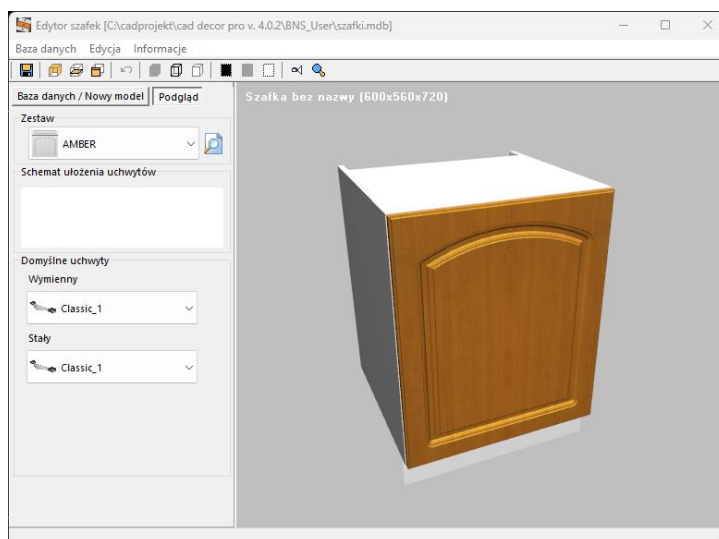 Edytor szafek [C:\cadprojekt\cad decor pro v. 4.0.2\BNS_User\szafki.mdb]
Baza danych Edycja Informacje
Baza danych / Nowy model Podgląd
Szafka bez nazwy (600x560x720)
Zestaw
AMBER
Schemat ułożenia uchwytów
Domyślne uchwyty
Wymienny
Classic_1
Stały
Classic_1